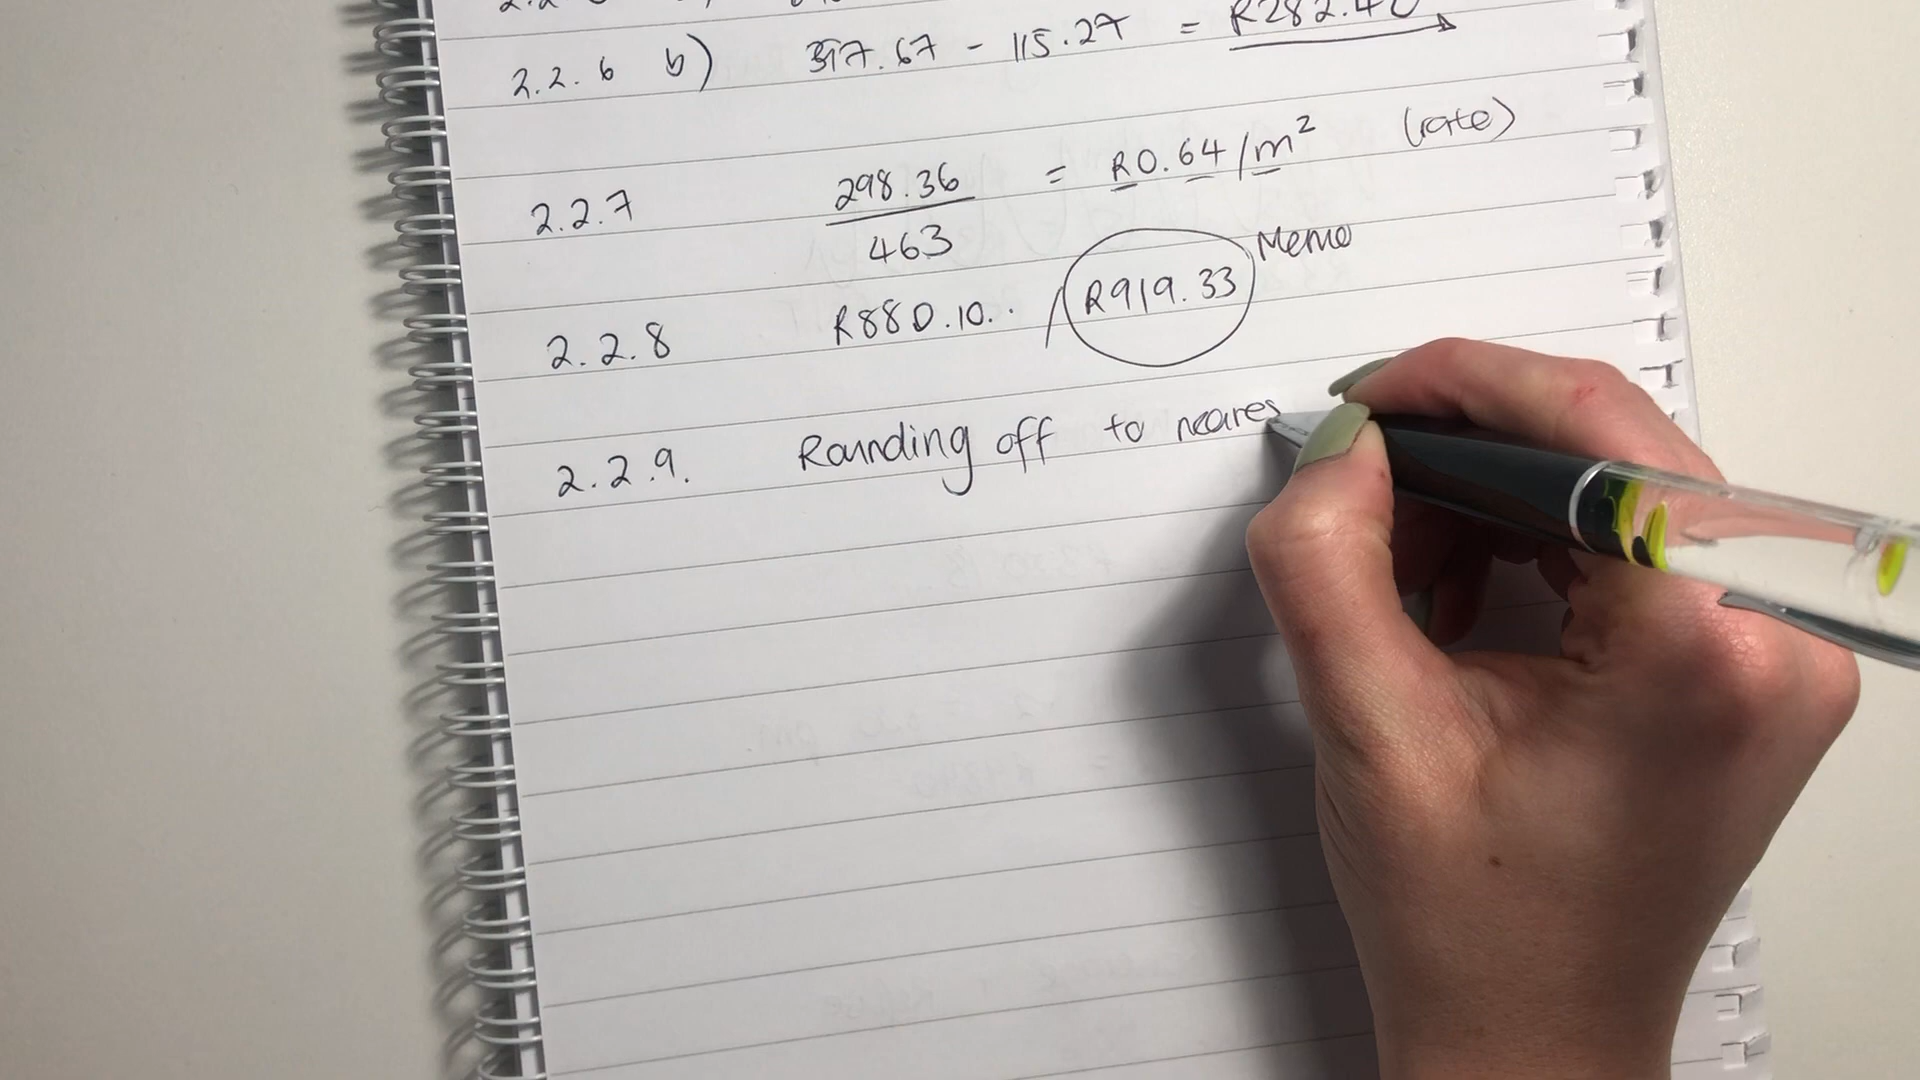 2.2.6 b) 397.67 - 115.27 = R282.40
2.2.7 298.36 / 463 = R0.64/m² (rate)
2.2.8 R880.10.. / R919.33 Memo
2.2.9. Rounding off to neares